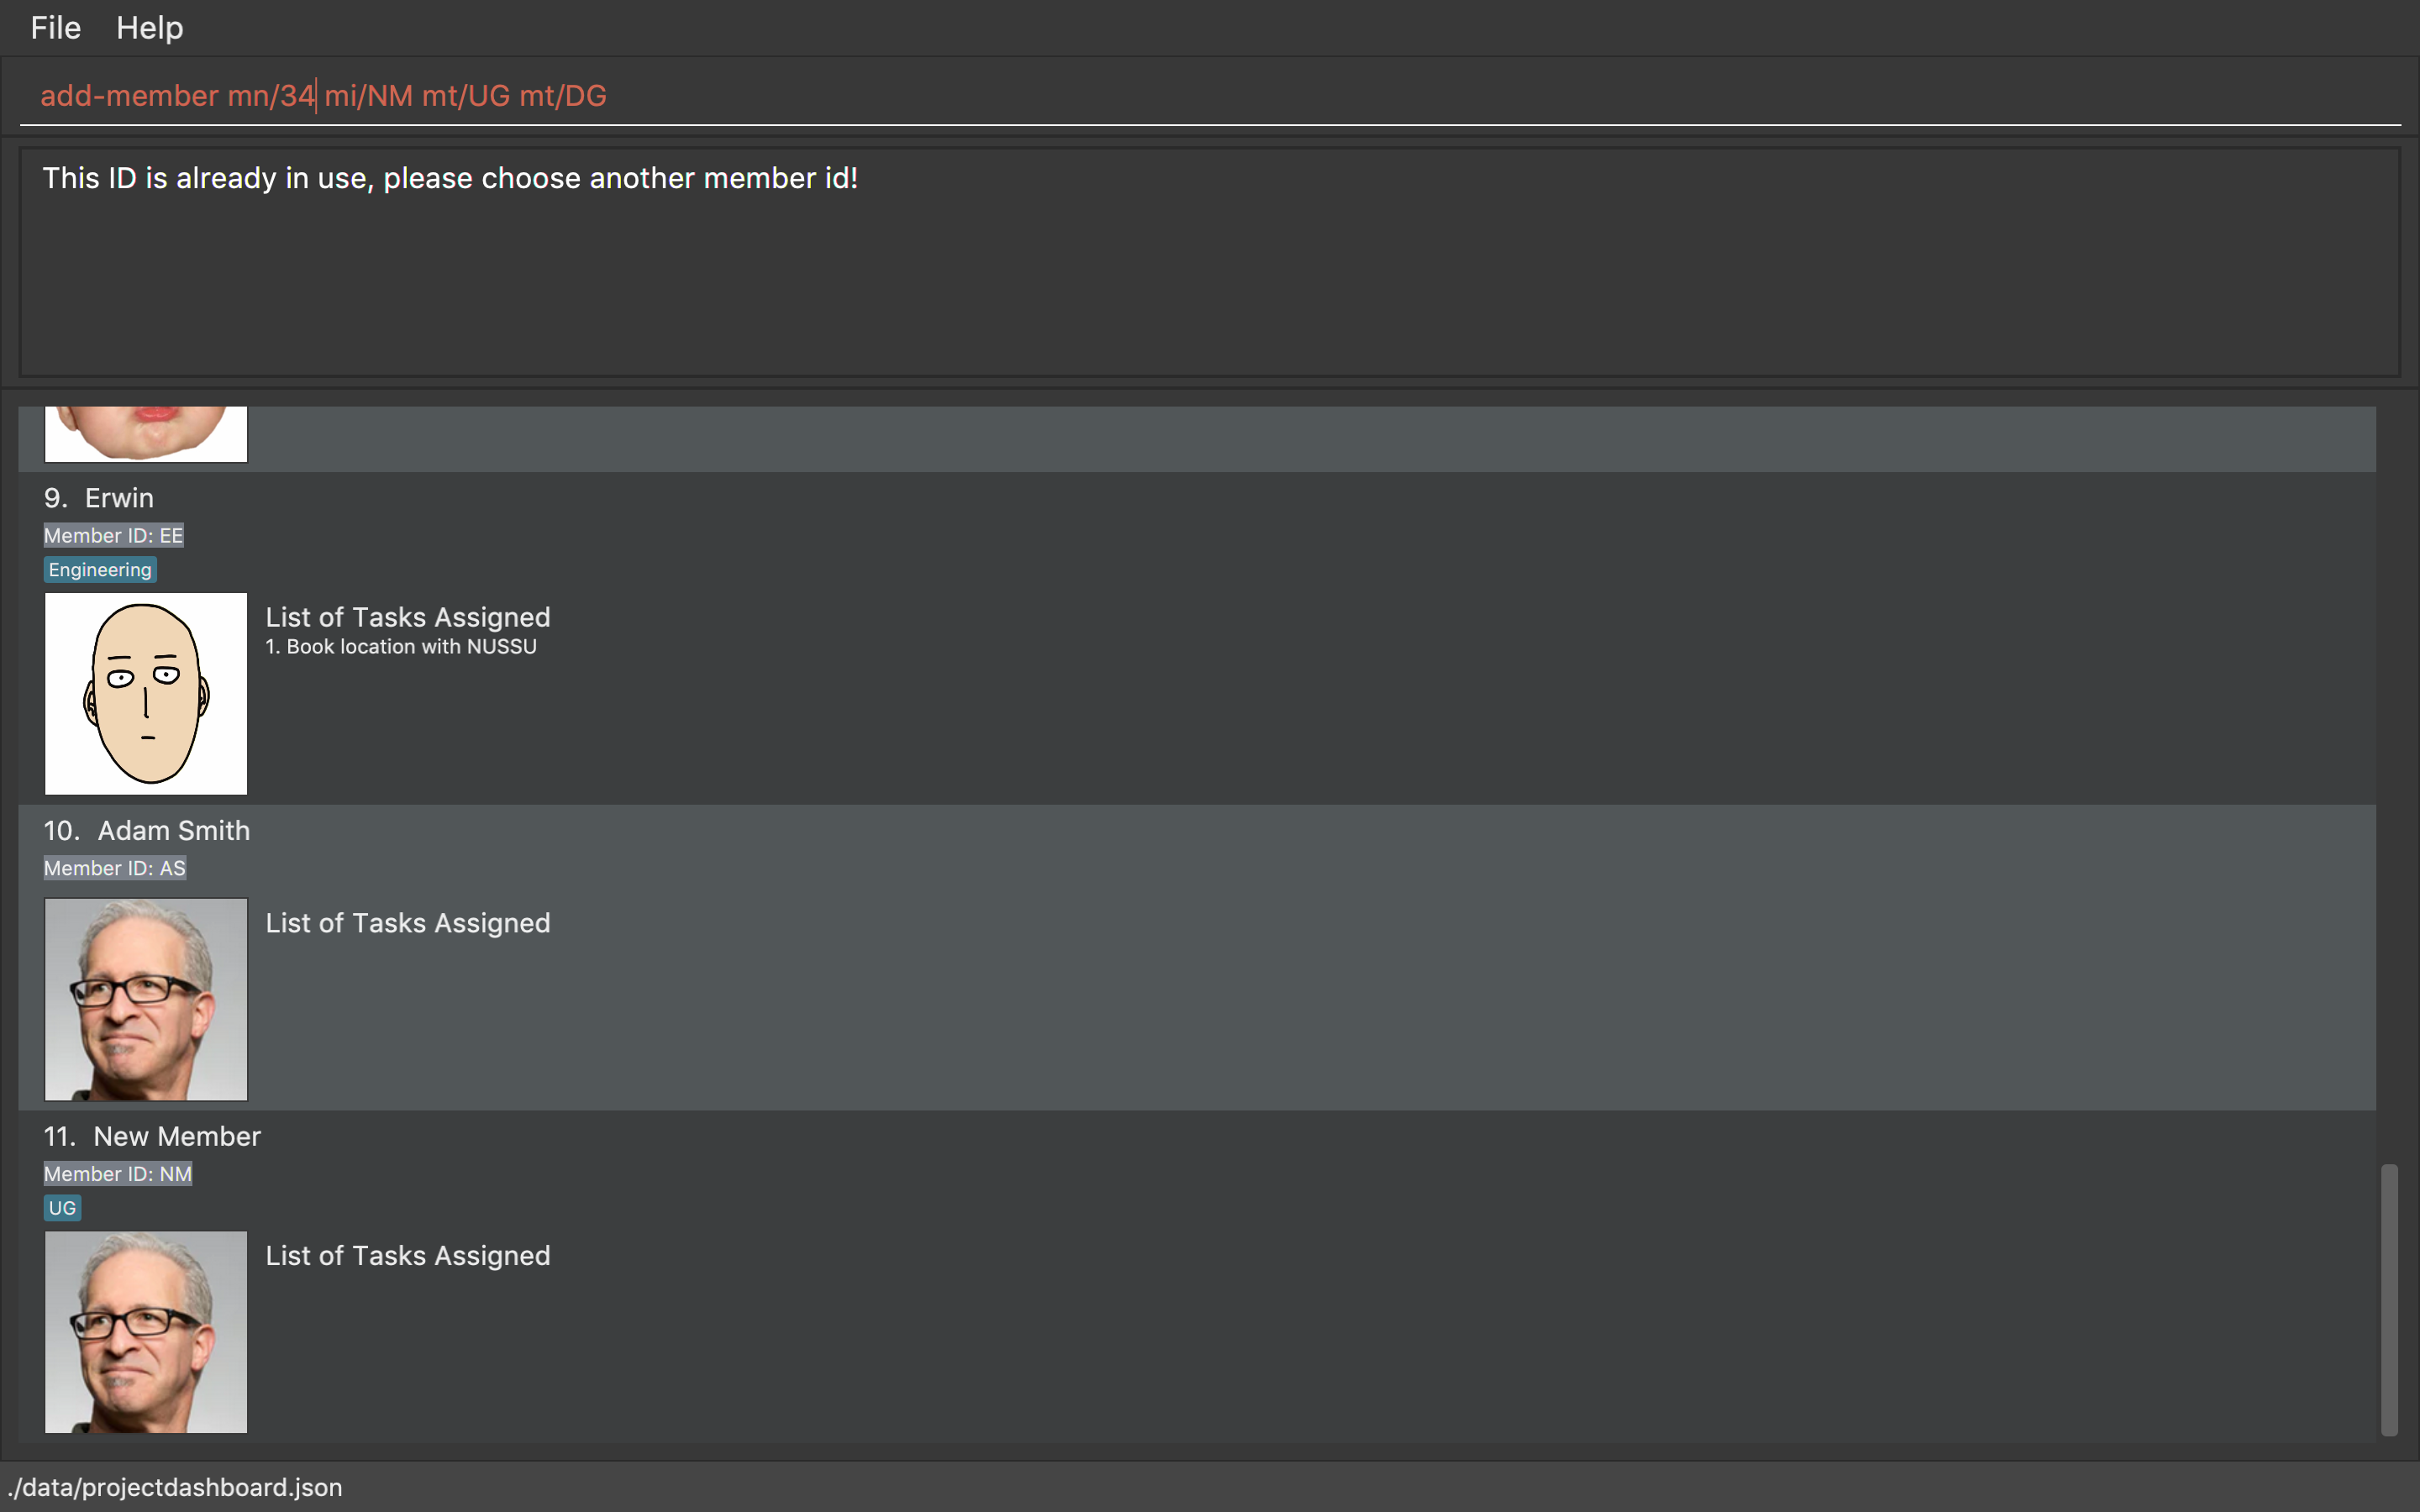 File Help
add-member mn/34 mi/NM mt/UG mt/DG
This ID is already in use, please choose another member id!
9. Erwin
Member ID: EE
Engineering
List of Tasks Assigned
1. Book location with NUSSU
10. Adam Smith
Member ID: AS
List of Tasks Assigned
11. New Member
Member ID: NM
UG
List of Tasks Assigned
./data/projectdashboard.json